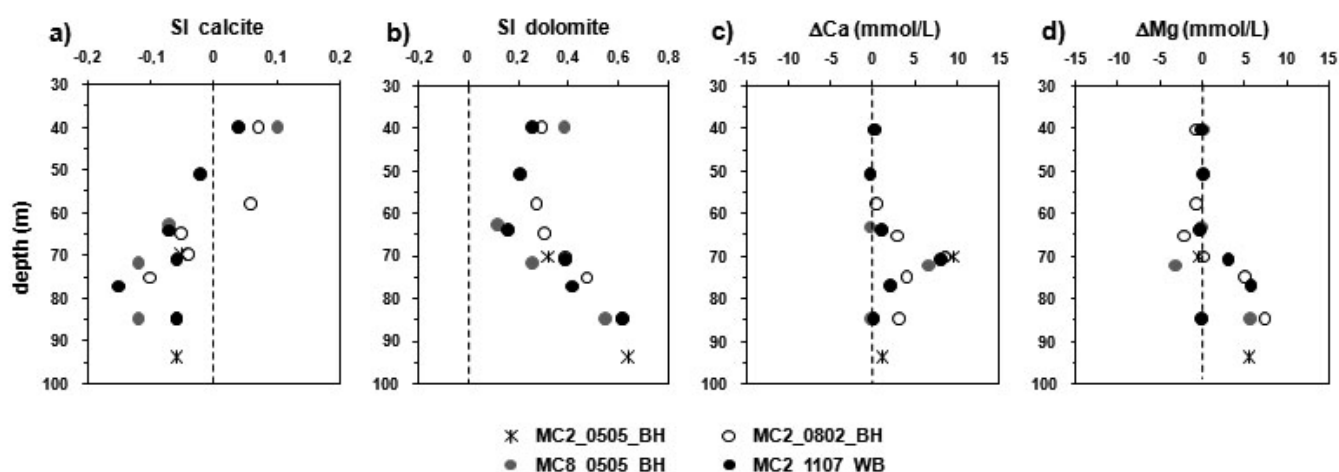 a) SI calcite b) SI dolomite c) ΔCa (mmol/L) d) ΔMg (mmol/L)
-0,2 -0,1 0 0,1 0,2 -0,2 0 0,2 0,4 0,6 0,8 -15 -10 -5 0 5 10 15 -15 -10 -5 0 5 10 15
30 30 30 30
40 40 40 40
50 50 50 50
60 60 60 60
70 70 70 70
80 80 80 80
90 90 90 90
100 100 100 100
depth (m)
MC2_0505_BH MC2_0802_BH
MC8_0505_BH MC2_1107_WB